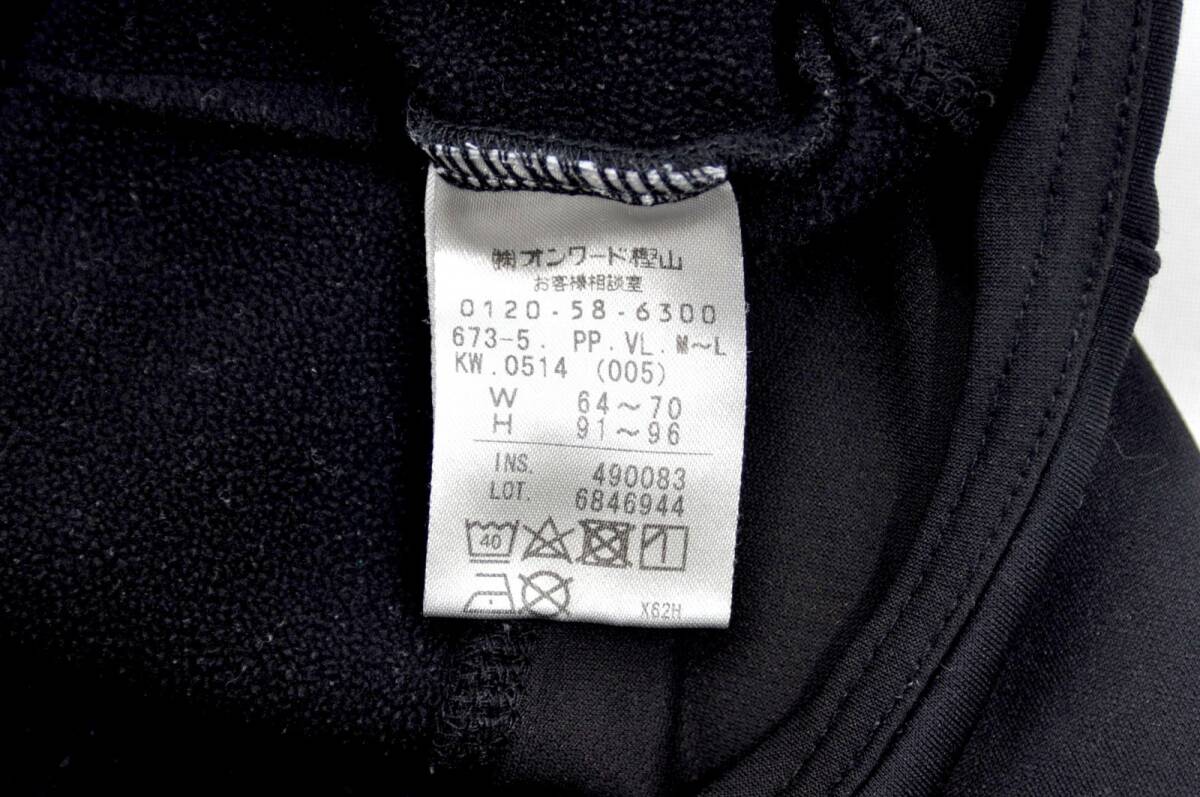 ㈱オンワード樫山
お客様相談室
0120-58-6300
673-5. PP.VL.M～L
KW.0514 (005)
W 64～70
H 91～96
INS. 490083
LOT. 6846944
40
X62H